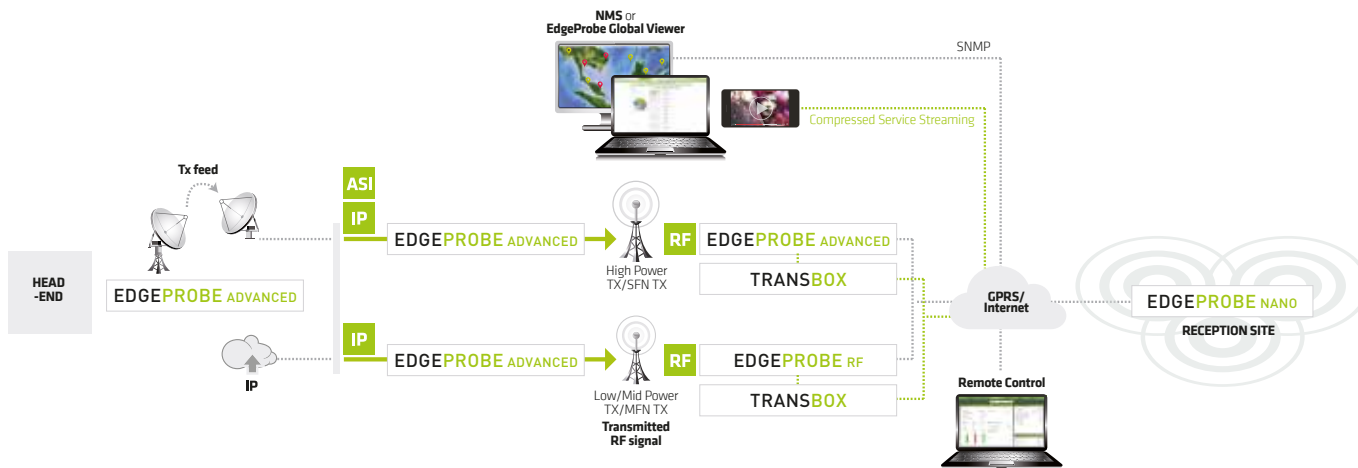 NMS or
EdgeProbe Global Viewer
SNMP
Compressed Service Streaming
Tx feed
ASI
IP
EDGEPROBE ADVANCED
RF
EDGEPROBE ADVANCED
High Power
TX/SFN TX
TRANSBOX
HEAD
-END
EDGEPROBE ADVANCED
GPRS/
Internet
EDGEPROBE NANO
RECEPTION SITE
IP
IP
EDGEPROBE ADVANCED
RF
EDGEPROBE RF
Low/Mid Power
TX/MFN TX
Transmitted
RF signal
TRANSBOX
Remote Control